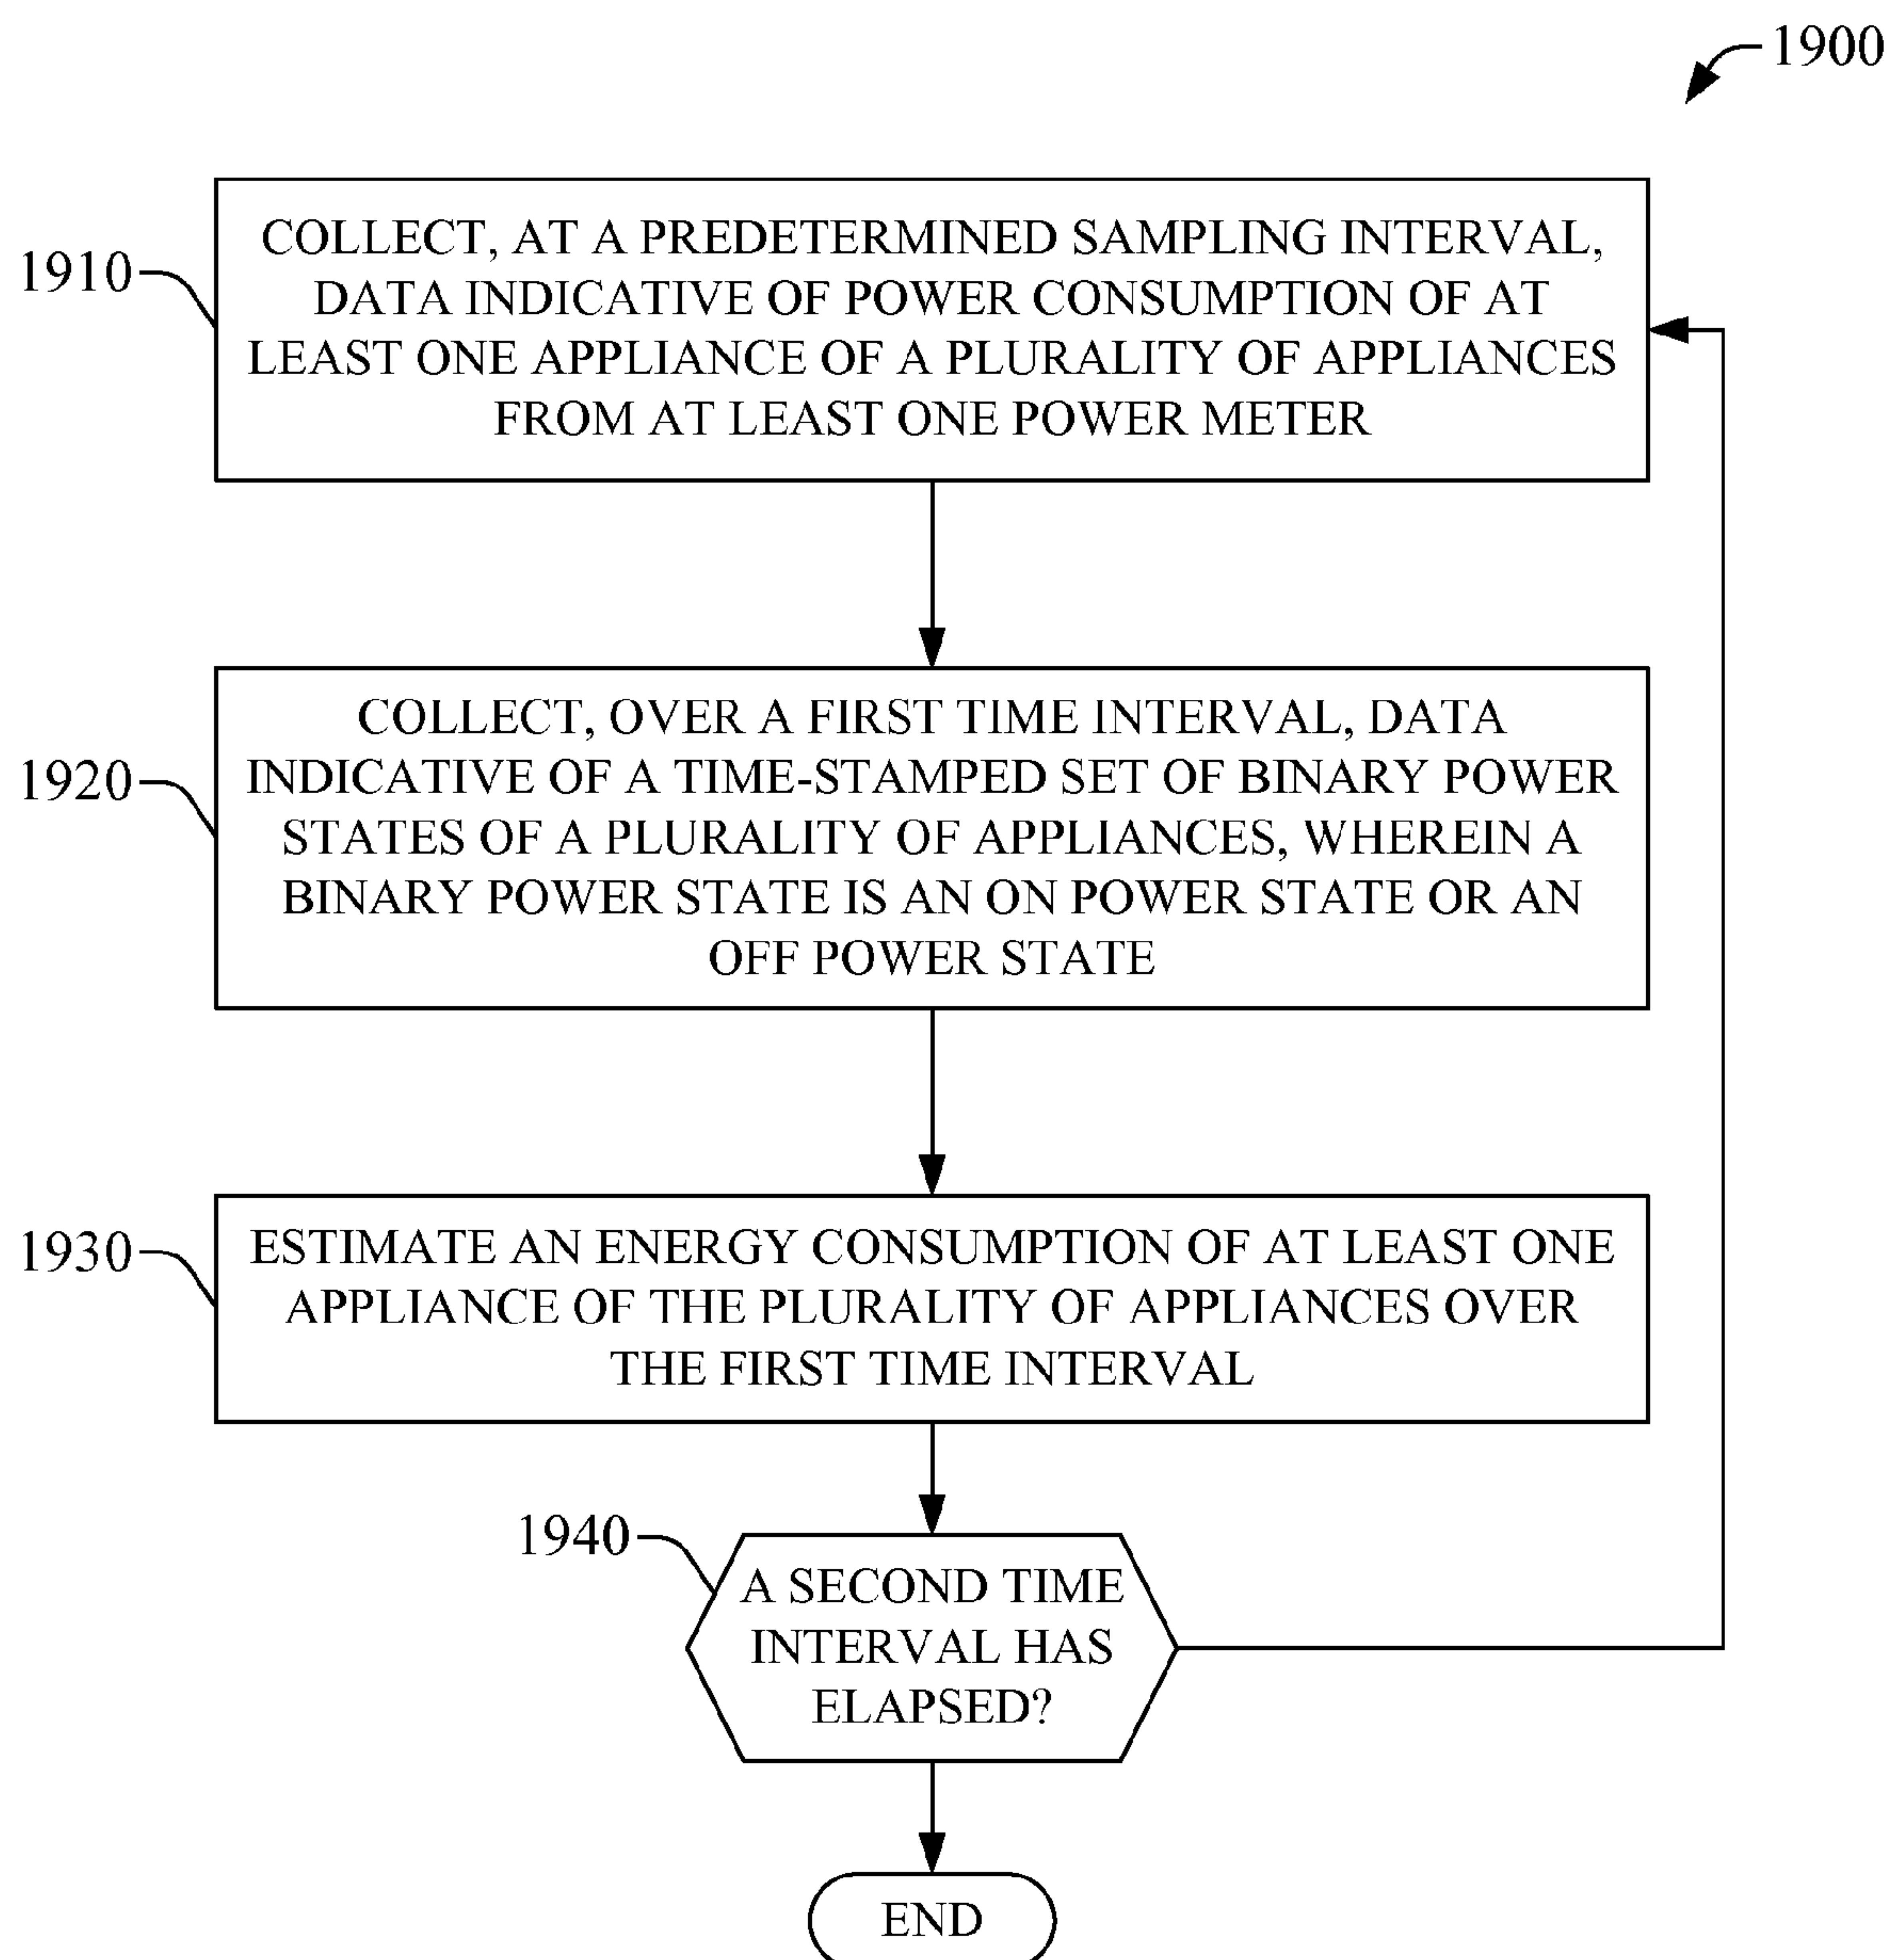 1900
1910
COLLECT, AT A PREDETERMINED SAMPLING INTERVAL,
DATA INDICATIVE OF POWER CONSUMPTION OF AT
LEAST ONE APPLIANCE OF A PLURALITY OF APPLIANCES
FROM AT LEAST ONE POWER METER
1920
COLLECT, OVER A FIRST TIME INTERVAL, DATA
INDICATIVE OF A TIME-STAMPED SET OF BINARY POWER
STATES OF A PLURALITY OF APPLIANCES, WHEREIN A
BINARY POWER STATE IS AN ON POWER STATE OR AN
OFF POWER STATE
1930
ESTIMATE AN ENERGY CONSUMPTION OF AT LEAST ONE
APPLIANCE OF THE PLURALITY OF APPLIANCES OVER
THE FIRST TIME INTERVAL
1940
A SECOND TIME
INTERVAL HAS
ELAPSED?
END